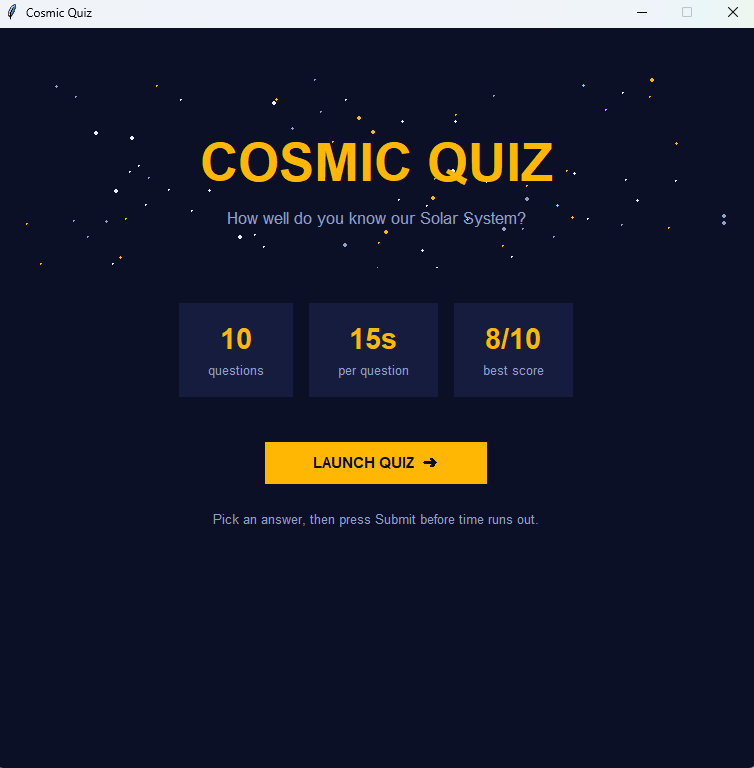 Cosmic Quiz
COSMIC QUIZ
How well do you know our Solar System?
10
questions
15s
per question
8/10
best score
LAUNCH QUIZ ➔
Pick an answer, then press Submit before time runs out.